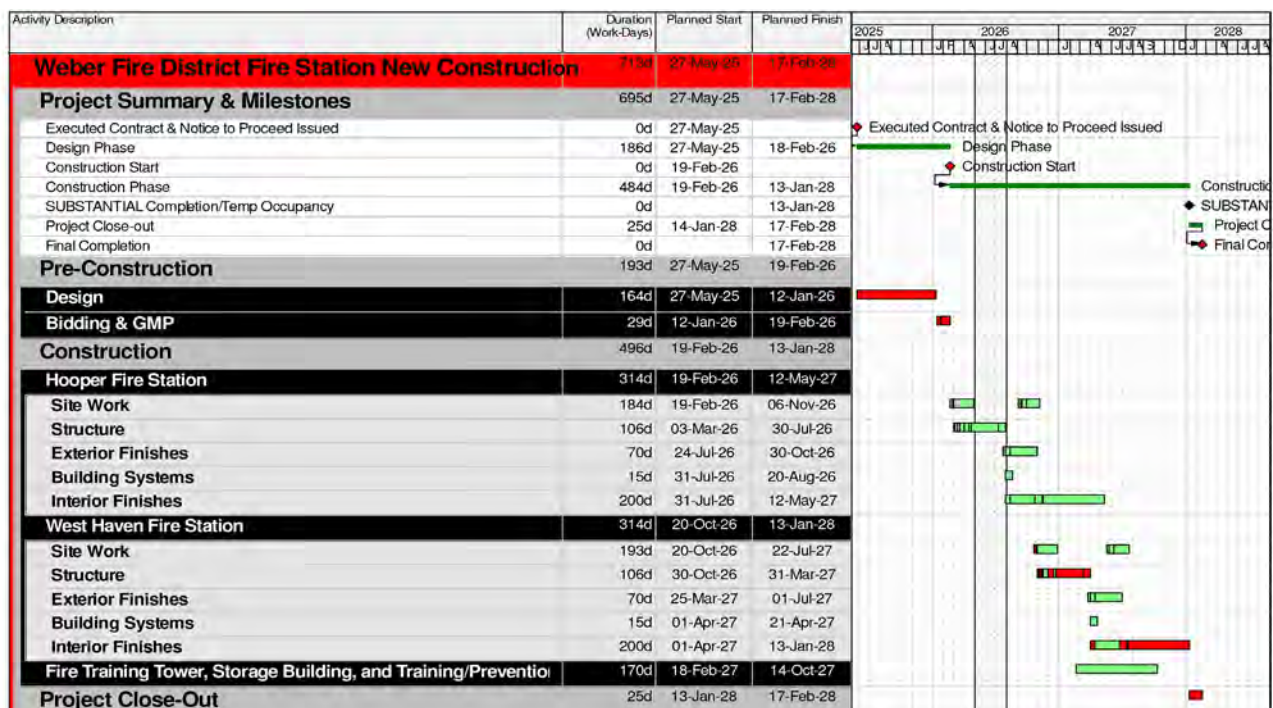 Activity Description Duration (Work-Days) Planned Start Planned Finish
2025 2026 2027 2028
Weber Fire District Fire Station New Construction 713d 27-May-25 17-Feb-28
Project Summary & Milestones 695d 27-May-25 17-Feb-28
Executed Contract & Notice to Proceed Issued 0d 27-May-25 Executed Contract & Notice to Proceed Issued
Design Phase 186d 27-May-25 18-Feb-26 Design Phase
Construction Start 0d 19-Feb-26 Construction Start
Construction Phase 484d 19-Feb-26 13-Jan-28 Constructic
SUBSTANTIAL Completion/Temp Occupancy 0d 13-Jan-28 SUBSTAN
Project Close-out 25d 14-Jan-28 17-Feb-28 Project C
Final Completion 0d 17-Feb-28 Final Cor
Pre-Construction 193d 27-May-25 19-Feb-26
Design 164d 27-May-25 12-Jan-26
Bidding & GMP 29d 12-Jan-26 19-Feb-26
Construction 496d 19-Feb-26 13-Jan-28
Hooper Fire Station 314d 19-Feb-26 12-May-27
Site Work 184d 19-Feb-26 06-Nov-26
Structure 106d 03-Mar-26 30-Jul-26
Exterior Finishes 70d 24-Jul-26 30-Oct-26
Building Systems 15d 31-Jul-26 20-Aug-26
Interior Finishes 200d 31-Jul-26 12-May-27
West Haven Fire Station 314d 20-Oct-26 13-Jan-28
Site Work 193d 20-Oct-26 22-Jul-27
Structure 106d 30-Oct-26 31-Mar-27
Exterior Finishes 70d 25-Mar-27 01-Jul-27
Building Systems 15d 01-Apr-27 21-Apr-27
Interior Finishes 200d 01-Apr-27 13-Jan-28
Fire Training Tower, Storage Building, and Training/Preventio 170d 18-Feb-27 14-Oct-27
Project Close-Out 25d 13-Jan-28 17-Feb-28